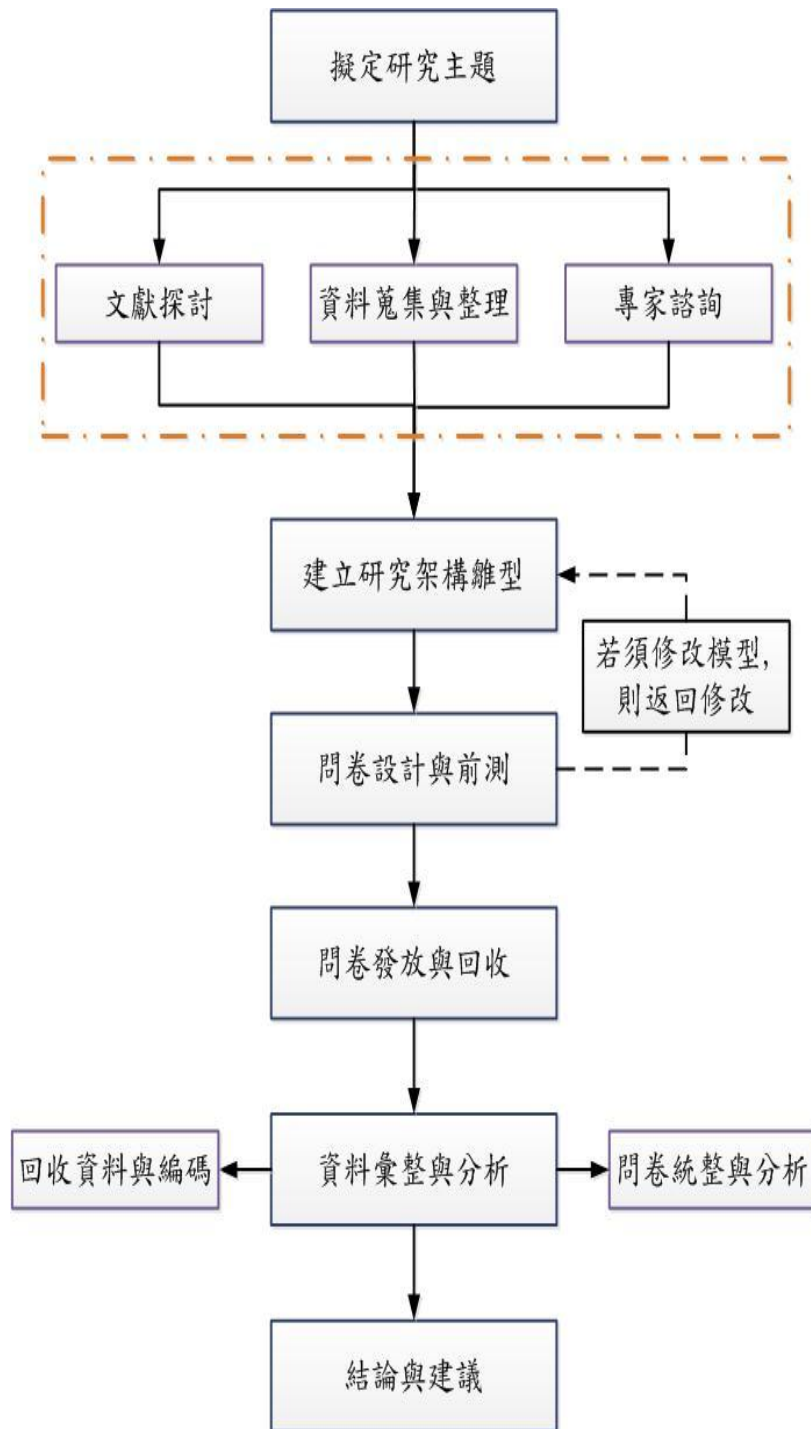 擬定研究主題
文獻探討
資料蒐集與整理
專家諮詢
建立研究架構雛型
若須修改模型,
則返回修改
問卷設計與前測
問卷發放與回收
回收資料與編碼
資料彙整與分析
問卷統整與分析
結論與建議